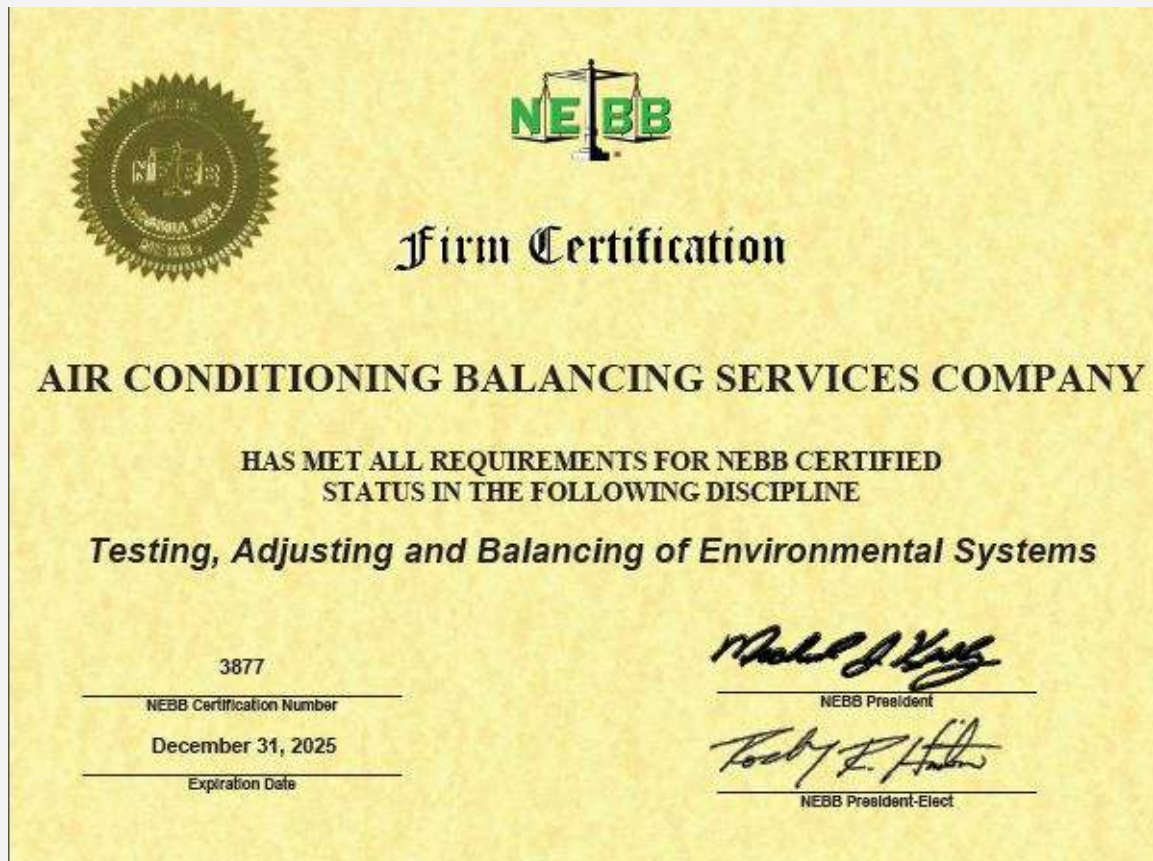 NEBB
NEBB
Firm Certification
AIR CONDITIONING BALANCING SERVICES COMPANY
HAS MET ALL REQUIREMENTS FOR NEBB CERTIFIED
STATUS IN THE FOLLOWING DISCIPLINE
Testing, Adjusting and Balancing of Environmental Systems
3877
NEBB Certification Number
December 31, 2025
Expiration Date
NEBB President
NEBB President-Elect